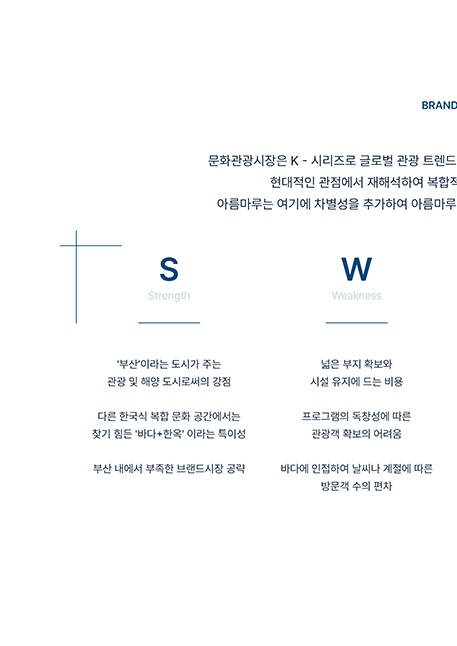 BRAND
문화관광시장은 K - 시리즈로 글로벌 관광 트렌드
현대적인 관점에서 재해석하여 복합적
아름마루는 여기에 차별성을 추가하여 아름마루
S
Strength
'부산'이라는 도시가 주는
관광 및 해양 도시로써의 강점
다른 한국식 복합 문화 공간에서는
찾기 힘든 '바다+한옥' 이라는 특이성
부산 내에서 부족한 브랜드시장 공략
W
Weakness
넓은 부지 확보와
시설 유지에 드는 비용
프로그램의 독창성에 따른
관광객 확보의 어려움
바다에 인접하여 날씨나 계절에 따른
방문객 수의 편차